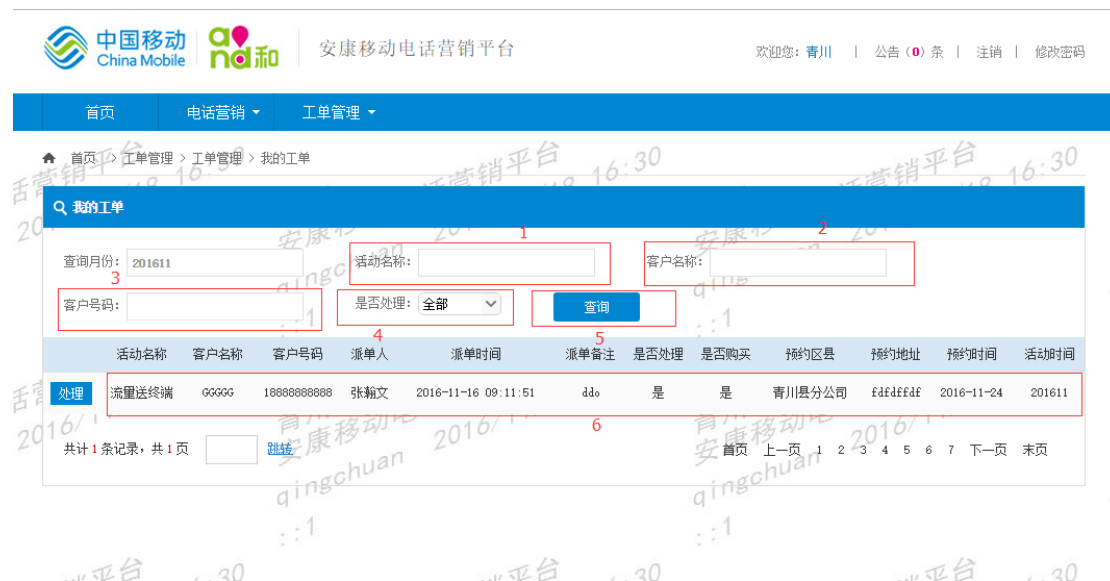 中国移动 China Mobile and和 安康移动电话营销平台 欢迎您: 青川 | 公告 (0) 条 | 注销 | 修改密码
首页 电话营销 工单管理
首页 > 工单管理 > 工单管理 > 我的工单
我的工单
1 2
查询月份: 201611 活动名称: 客户名称:
3
客户号码: 是否处理: 全部 查询
4 5
活动名称 客户名称 客户号码 派单人 派单时间 派单备注 是否处理 是否购买 预约区县 预约地址 预约时间 活动时间
处理 流量送终端 GGGGG 18888888888 张瀚文 2016-11-16 09:11:51 ddo 是 是 青川县分公司 fdfdffdf 2016-11-24 201611
6
共计 1 条记录,共 1 页 跳转 首页 上一页 1 2 3 4 5 6 7 下一页 末页
qingchuan
::1